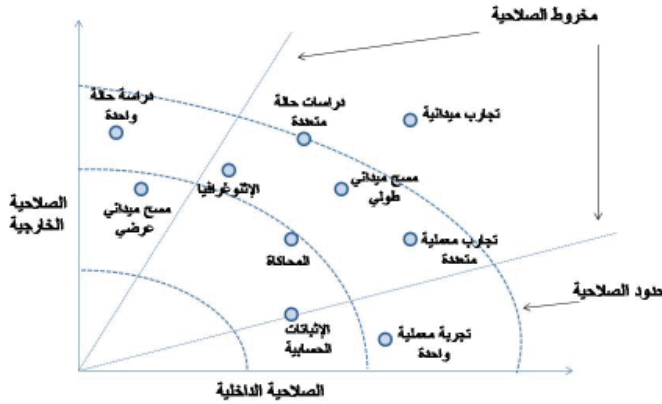 مخروط الصلاحية
دراسة حالة
واحدة
دراسات حالة
متعددة
تجارب ميدانية
الصلاحية
الخارجية
مسح ميداني
عرضي
الإثنوغرافيا
مسح ميداني
طولي
المحاكاة
تجارب معملية
متعددة
حدود الصلاحية
الإثباتات
الحسابية
تجربة معملية
واحدة
الصلاحية الداخلية